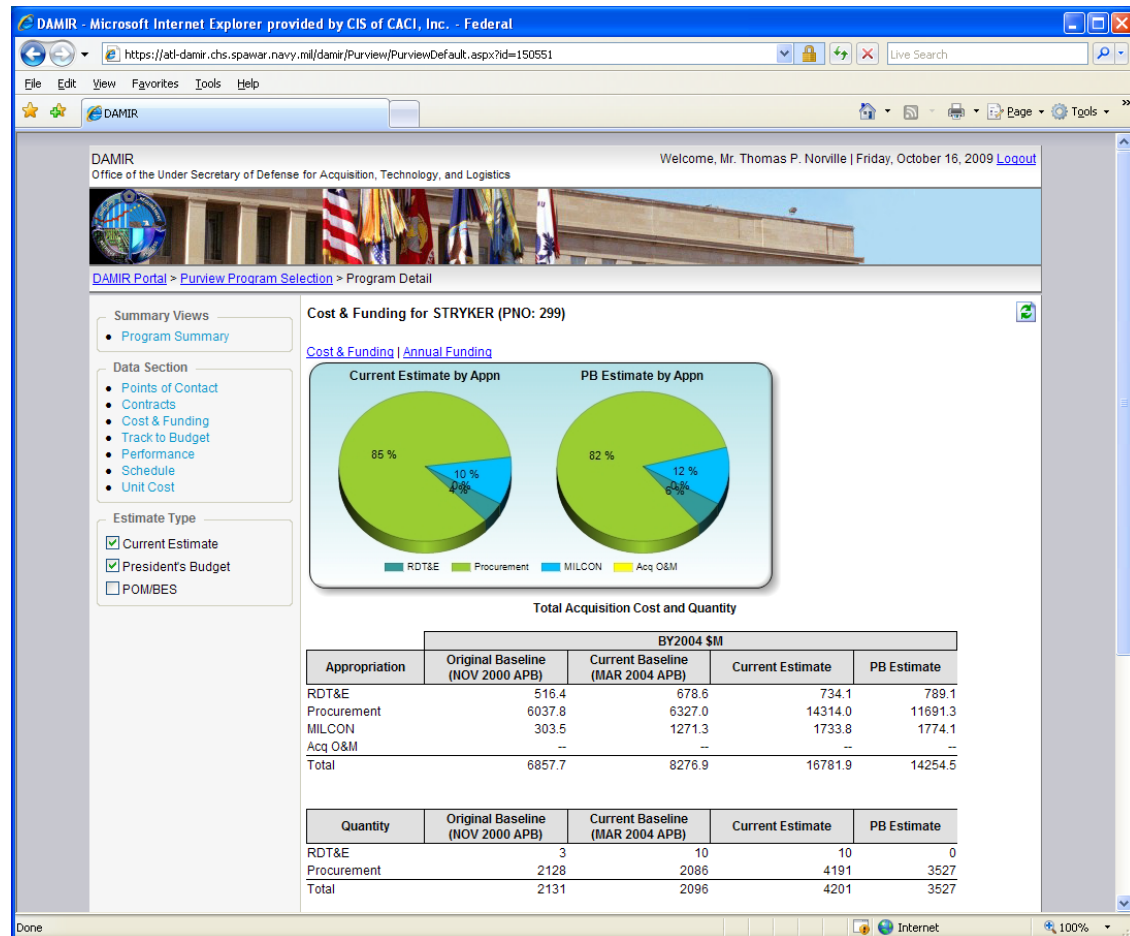 DAMIR - Microsoft Internet Explorer provided by CIS of CACI, Inc. - Federal
https://atl-damir.chs.spawar.navy.mil/damir/Purview/PurviewDefault.aspx?id=150551
Live Search
File Edit View Favorites Tools Help
DAMIR
Page Tools »
DAMIR
Welcome, Mr. Thomas P. Norville | Friday, October 16, 2009 Logout
Office of the Under Secretary of Defense for Acquisition, Technology, and Logistics
DAMIR Portal > Purview Program Selection > Program Detail
Summary Views
Program Summary
Data Section
Points of Contact
Contracts
Cost & Funding
Track to Budget
Performance
Schedule
Unit Cost
Estimate Type
Current Estimate
President's Budget
POM/BES
Cost & Funding for STRYKER (PNO: 299)
Cost & Funding | Annual Funding
Current Estimate by Appn PB Estimate by Appn
85 % 10 % 0 % 4 %
82 % 12 % 0 % 6 %
RDT&E Procurement MILCON Acq O&M
Total Acquisition Cost and Quantity
BY2004 $M
Appropriation Original Baseline (NOV 2000 APB) Current Baseline (MAR 2004 APB) Current Estimate PB Estimate
RDT&E 516.4 678.6 734.1 789.1
Procurement 6037.8 6327.0 14314.0 11691.3
MILCON 303.5 1271.3 1733.8 1774.1
Acq O&M -- -- -- --
Total 6857.7 8276.9 16781.9 14254.5
Quantity Original Baseline (NOV 2000 APB) Current Baseline (MAR 2004 APB) Current Estimate PB Estimate
RDT&E 3 10 10 0
Procurement 2128 2086 4191 3527
Total 2131 2096 4201 3527
Done
Internet 100%